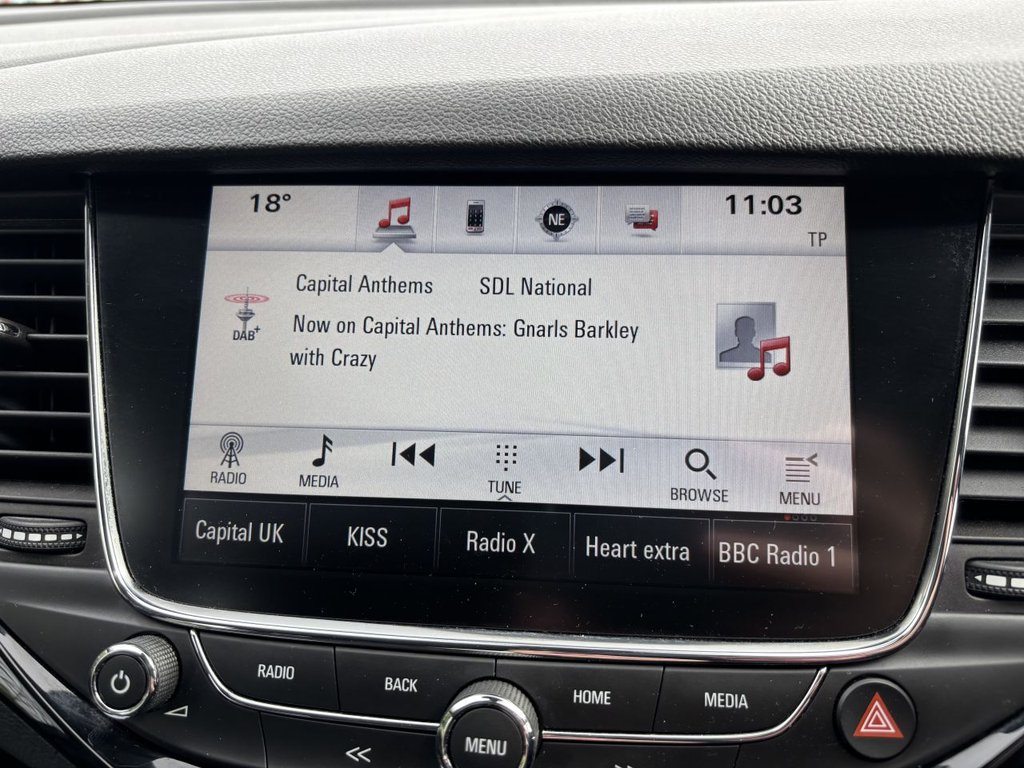 18° 11:03
NE
TP
Capital Anthems SDL National
DAB+
Now on Capital Anthems: Gnarls Barkley
with Crazy
RADIO MEDIA TUNE BROWSE MENU
Capital UK KISS Radio X Heart extra BBC Radio 1
RADIO BACK HOME MEDIA
MENU